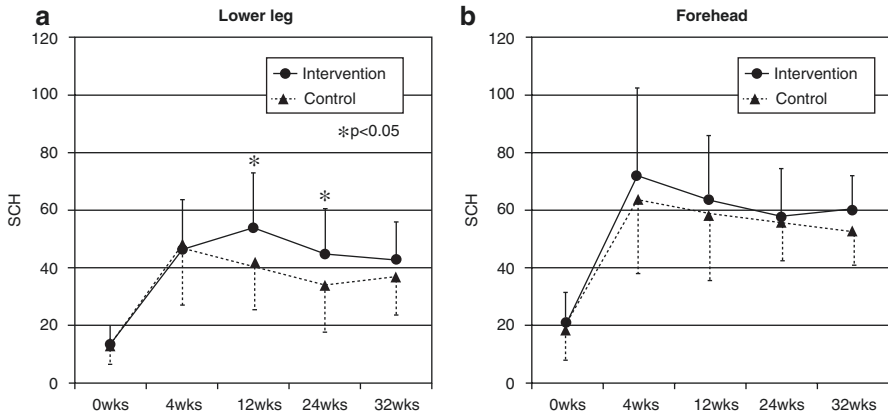 a
Lower leg
120
100
80
60
40
20
0
SCH
Intervention
Control
*p<0.05
*
*
0wks 4wks 12wks 24wks 32wks
b
Forehead
120
100
80
60
40
20
0
SCH
Intervention
Control
0wks 4wks 12wks 24wks 32wks